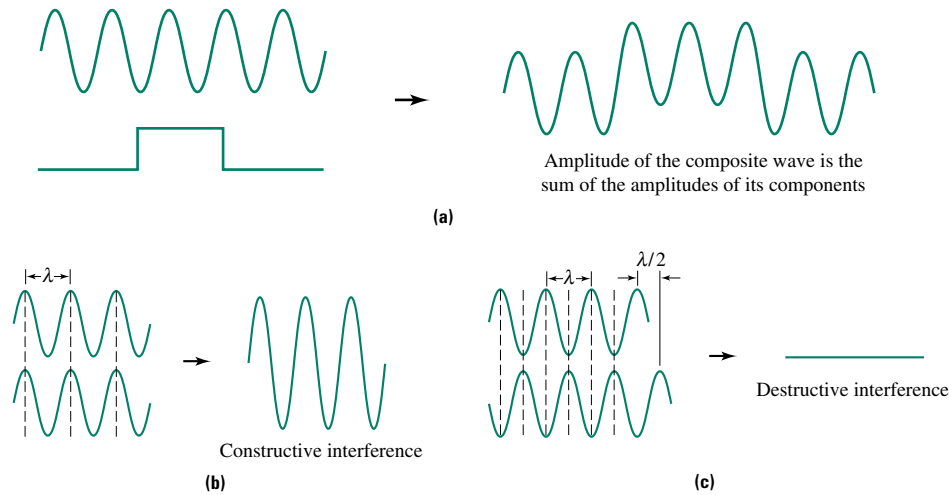 Amplitude of the composite wave is the
sum of the amplitudes of its components
(a)
λ
Constructive interference
(b)
λ
λ/2
Destructive interference
(c)